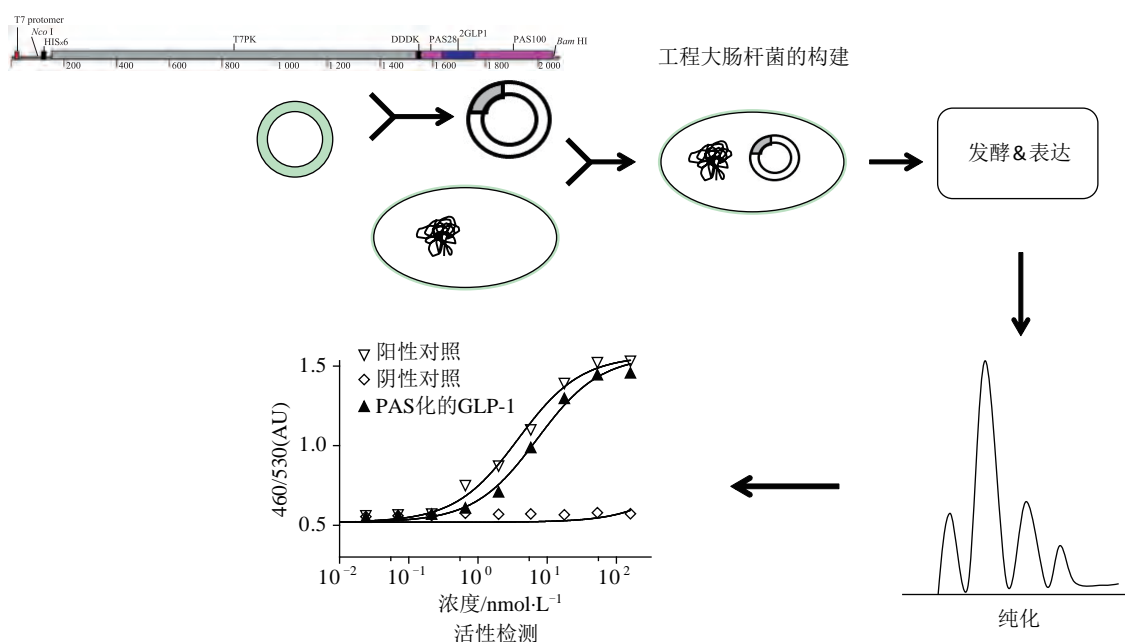 T7 protomer
Nco I
HISx6
T7PK
DDDK
PAS28
2GLP1
PAS100
Bam HI
200 400 600 800 1 000 1 200 1 400 1 600 1 800 2 000
工程大肠杆菌的构建
发酵&表达
阳性对照
阴性对照
PAS化的GLP-1
460/530(AU)
1.5
1.0
0.5
10⁻² 10⁻¹ 10⁰ 10¹ 10²
浓度/nmol·L⁻¹
活性检测
纯化